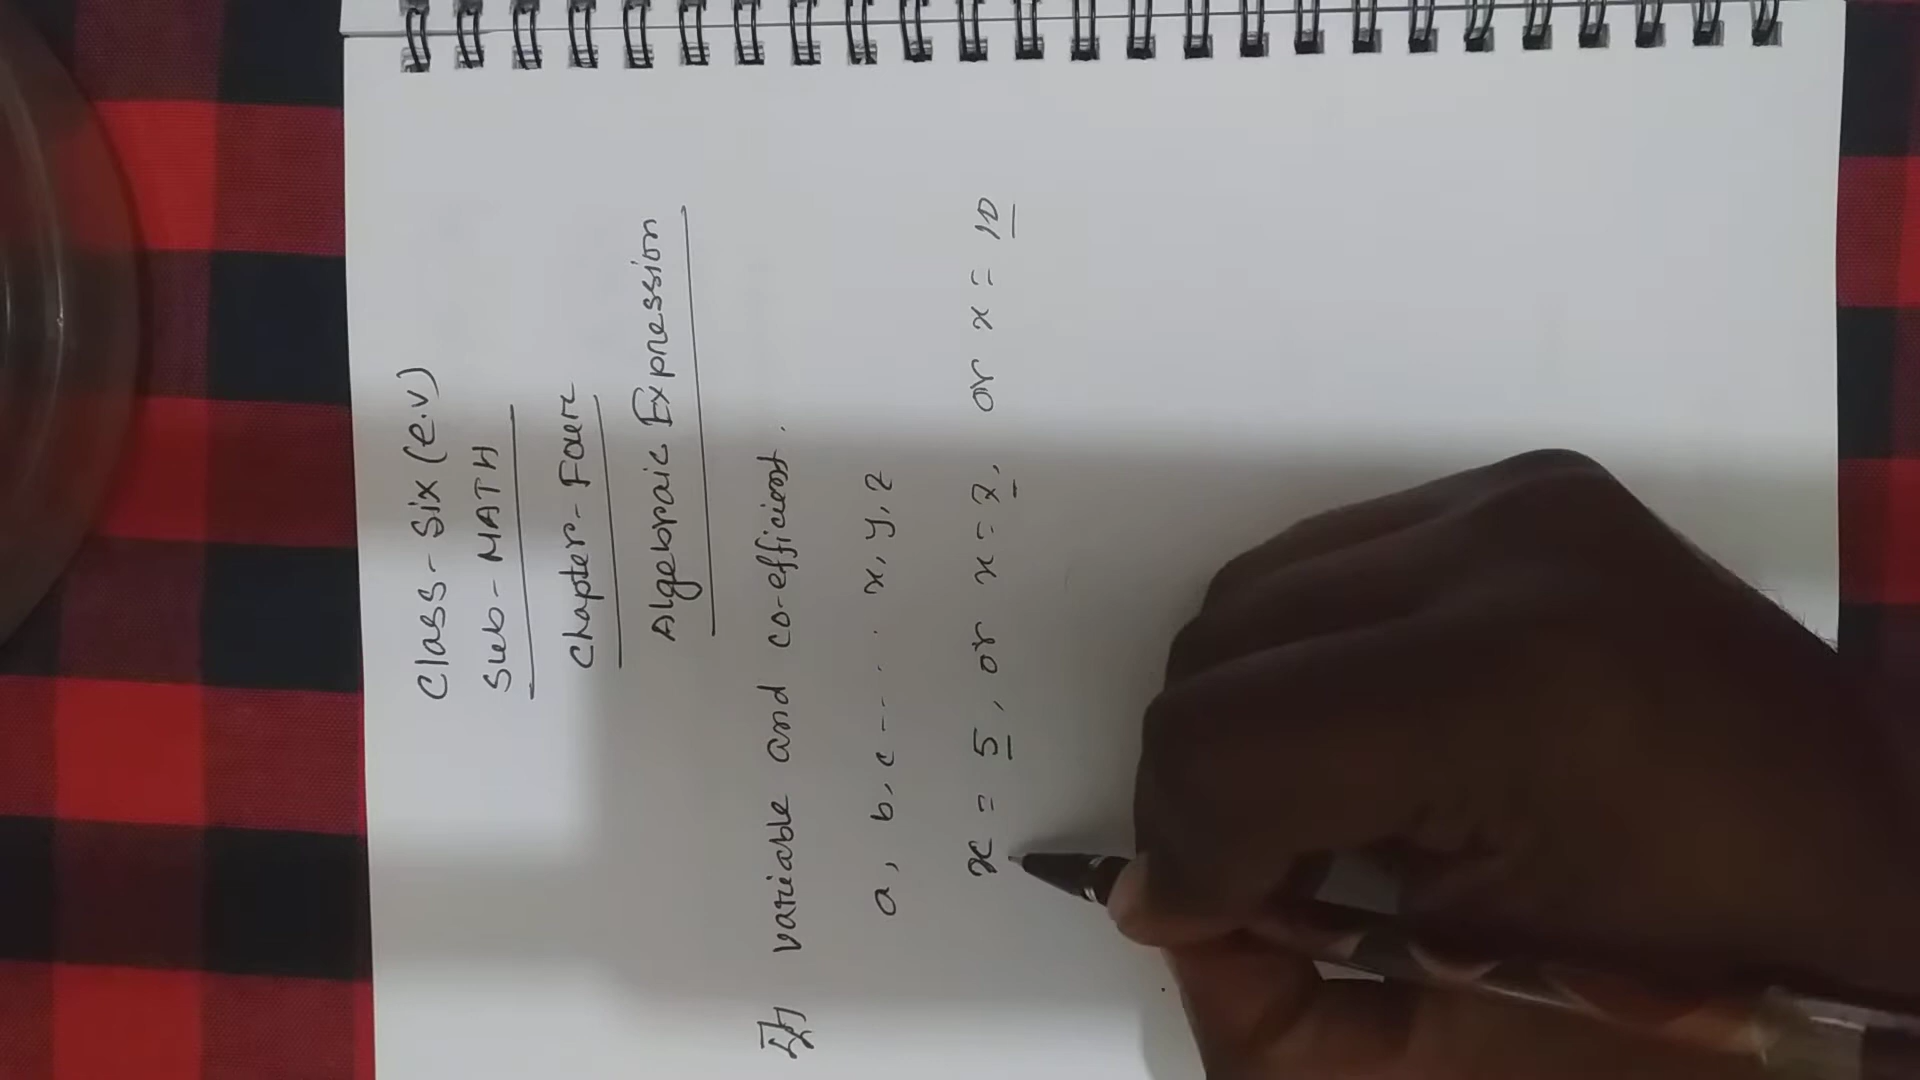 Class - Six (e.v)
Sub - MATH
Chapter - Four
Algebraic Expression
variable and co-efficient.
a, b, c - - . . . x, y, z
x = 5, or x = 7, or x = 10